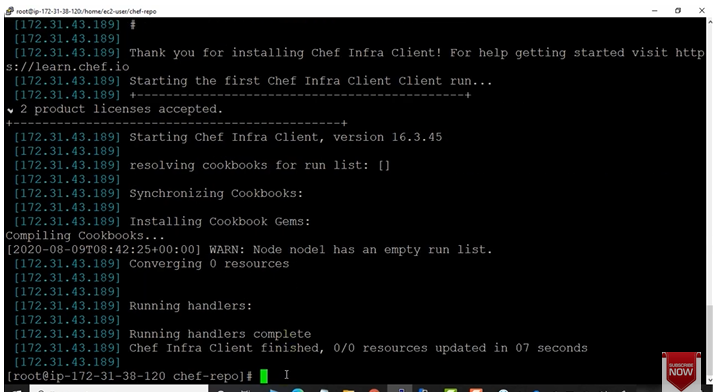 root@ip-172-31-38-120:/home/ec2-user/chef-repo
[172.31.43.189] #
[172.31.43.189]
[172.31.43.189] Thank you for installing Chef Infra Client! For help getting started visit http
s://learn.chef.io
[172.31.43.189] Starting the first Chef Infra Client Client run...
[172.31.43.189] +---------------------------------------------+
✔ 2 product licenses accepted.
+---------------------------------------------+
[172.31.43.189] Starting Chef Infra Client, version 16.3.45
[172.31.43.189]
[172.31.43.189] resolving cookbooks for run list: []
[172.31.43.189]
[172.31.43.189] Synchronizing Cookbooks:
[172.31.43.189]
[172.31.43.189] Installing Cookbook Gems:
Compiling Cookbooks...
[2020-08-09T08:42:25+00:00] WARN: Node node1 has an empty run list.
[172.31.43.189] Converging 0 resources
[172.31.43.189]
[172.31.43.189]
[172.31.43.189] Running handlers:
[172.31.43.189]
[172.31.43.189] Running handlers complete
[172.31.43.189] Chef Infra Client finished, 0/0 resources updated in 07 seconds
[172.31.43.189]
[root@ip-172-31-38-120 chef-repo]#
SUBSCRIBE
NOW